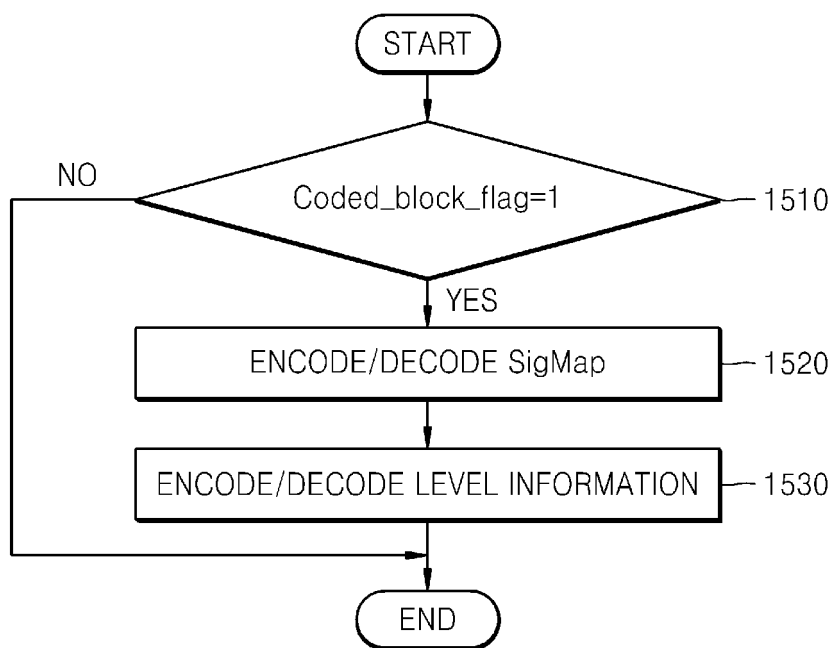 START
NO
Coded_block_flag=1
1510
YES
ENCODE/DECODE SigMap
1520
ENCODE/DECODE LEVEL INFORMATION
1530
END